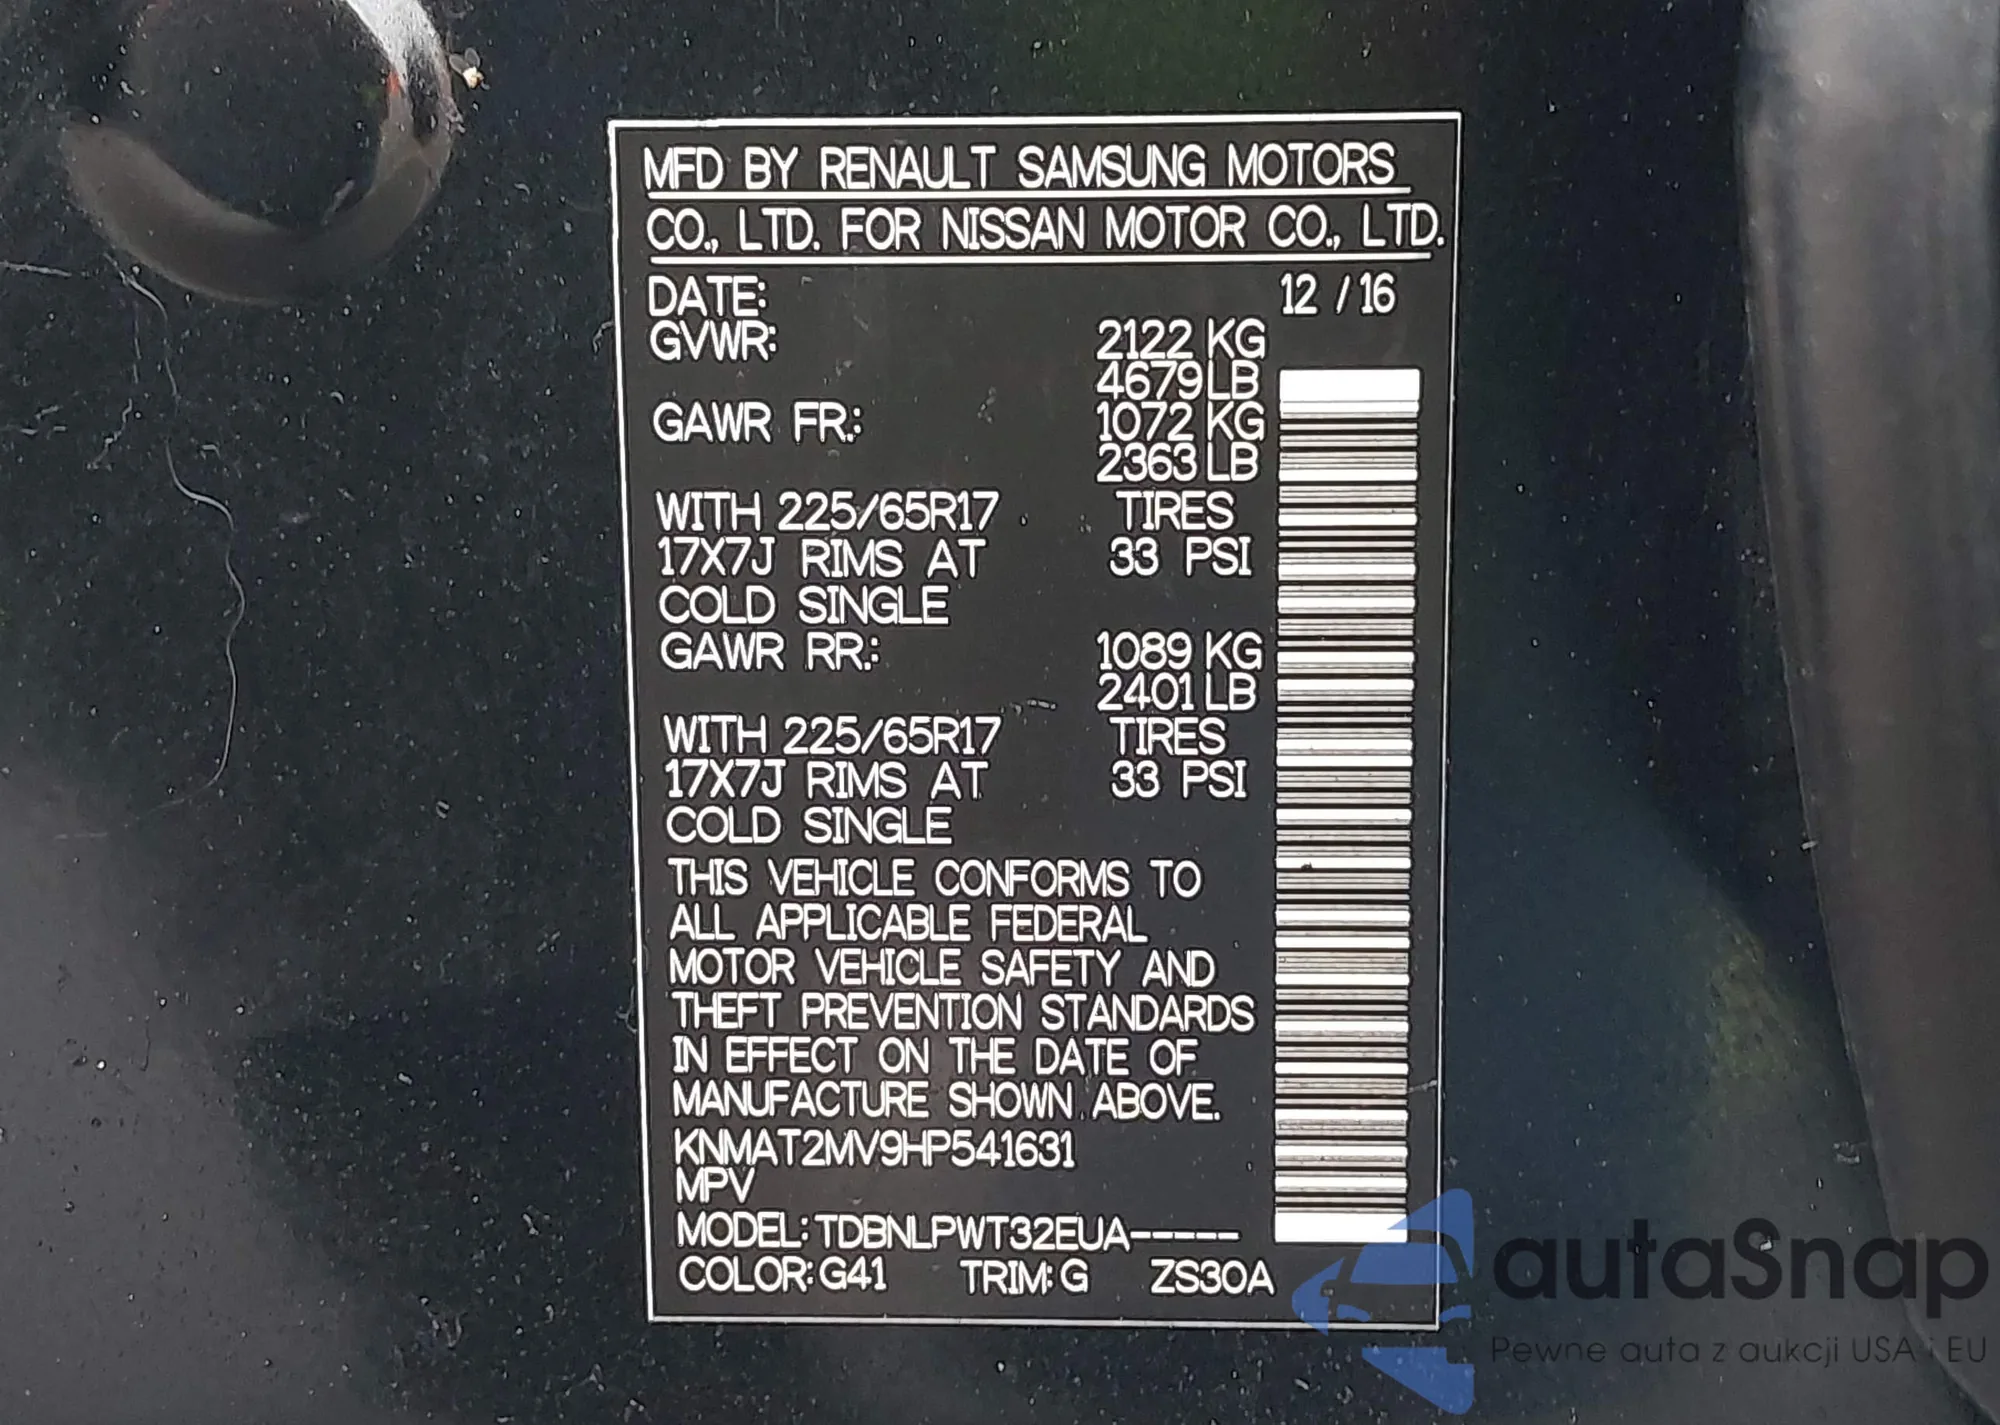 MFD BY RENAULT SAMSUNG MOTORS
CO., LTD. FOR NISSAN MOTOR CO., LTD.
DATE: 12 / 16
GVWR: 2122 KG
4679 LB
GAWR FR.: 1072 KG
2363 LB
WITH 225/65R17 TIRES
17X7J RIMS AT 33 PSI
COLD SINGLE
GAWR RR.: 1089 KG
2401 LB
WITH 225/65R17 TIRES
17X7J RIMS AT 33 PSI
COLD SINGLE
THIS VEHICLE CONFORMS TO
ALL APPLICABLE FEDERAL
MOTOR VEHICLE SAFETY AND
THEFT PREVENTION STANDARDS
IN EFFECT ON THE DATE OF
MANUFACTURE SHOWN ABOVE.
KNMAT2MV9HP541631
MPV
MODEL: TDBNLPWT32EUA-----
COLOR: G41 TRIM: G ZS30A
autaSnap
Pewne auta z aukcji USA i EU